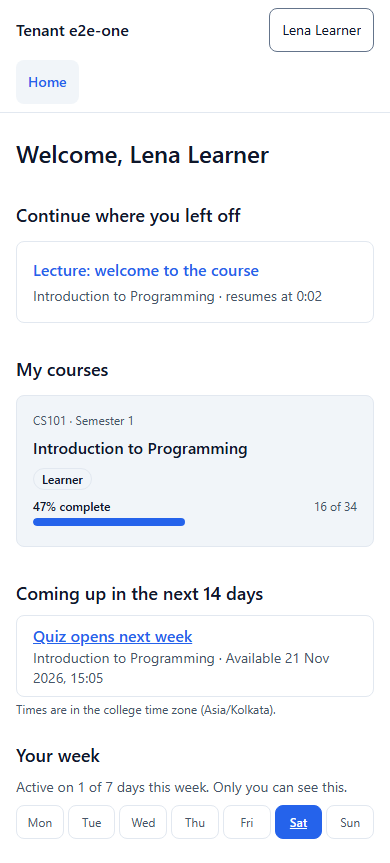 Tenant e2e-one
Lena Learner
Home
Welcome, Lena Learner
Continue where you left off
Lecture: welcome to the course
Introduction to Programming · resumes at 0:02
My courses
CS101 · Semester 1
Introduction to Programming
Learner
47% complete
16 of 34
Coming up in the next 14 days
Quiz opens next week
Introduction to Programming · Available 21 Nov
2026, 15:05
Times are in the college time zone (Asia/Kolkata).
Your week
Active on 1 of 7 days this week. Only you can see this.
Mon
Tue
Wed
Thu
Fri
Sat
Sun